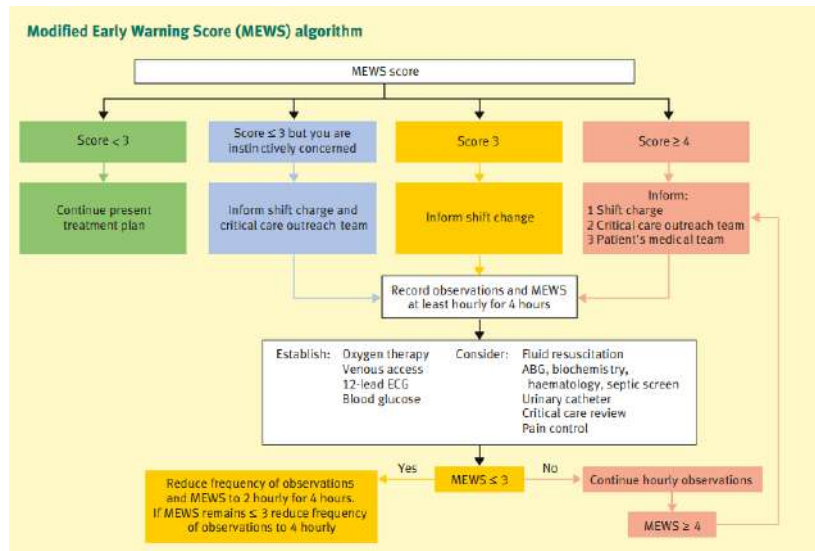 Modified Early Warning Score (MEWS) algorithm
MEWS score
Score < 3
Score ≤ 3 but you are
instinctively concerned
Score 3
Score ≥ 4
Continue present
treatment plan
Inform shift charge and
critical care outreach team
Inform shift change
Inform:
1 Shift charge
2 Critical care outreach team
3 Patient's medical team
Record observations and MEWS
at least hourly for 4 hours
Establish: Oxygen therapy
Venous access
12-lead ECG
Blood glucose
Consider: Fluid resuscitation
ABG, biochemistry,
haematology, septic screen
Urinary catheter
Critical care review
Pain control
Yes
MEWS ≤ 3
No
Reduce frequency of observations
and MEWS to 2 hourly for 4 hours.
If MEWS remains ≤ 3 reduce frequency
of observations to 4 hourly
Continue hourly observations
MEWS ≥ 4